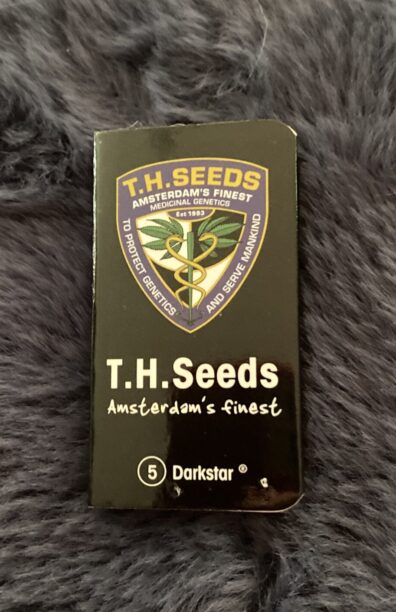 T.H.SEEDS
AMSTERDAM'S FINEST
MEDICINAL GENETICS
Est 1993
TO PROTECT GENETICS
AND SERVE MANKIND
T.H.Seeds
Amsterdam's finest
5 Darkstar ®